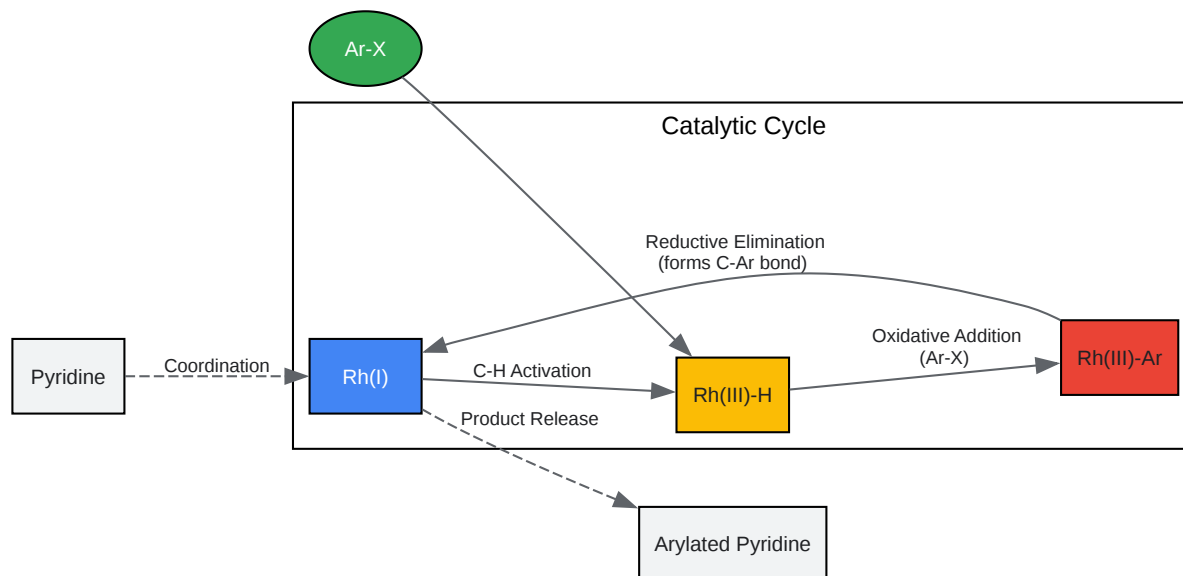 Ar-X
Catalytic Cycle
Reductive Elimination
(forms C-Ar bond)
Oxidative Addition
(Ar-X)
Rh(III)-Ar
Pyridine
Coordination
Rh(I)
C-H Activation
Rh(III)-H
Product Release
Arylated Pyridine